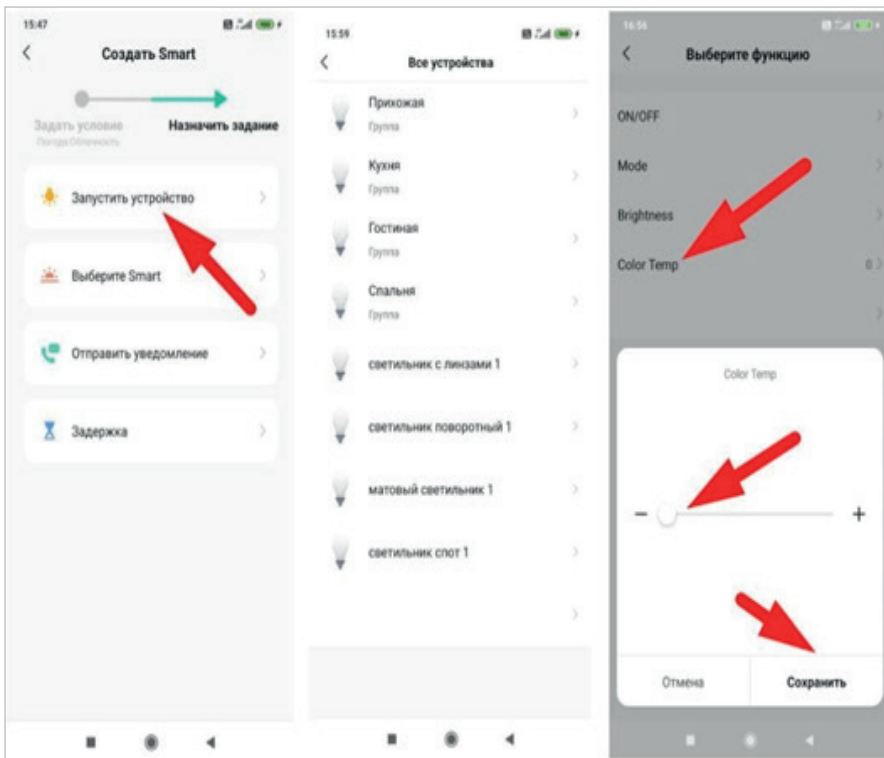 15:47
Создать Smart
Задать условие
Погода:Облачность
Назначить задание
Запустить устройство
Выберите Smart
Отправить уведомление
Задержка
15:59
Все устройства
Прихожая
Группа
Кухня
Группа
Гостиная
Группа
Спальня
Группа
светильник с линзами 1
светильник поворотный 1
матовый светильник 1
светильник спот 1
16:56
Выберите функцию
ON/OFF
Mode
Brightness
Color Temp
0
Color Temp
− +
Отмена
Сохранить